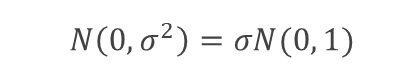 N(0, σ²) = σN(0, 1)